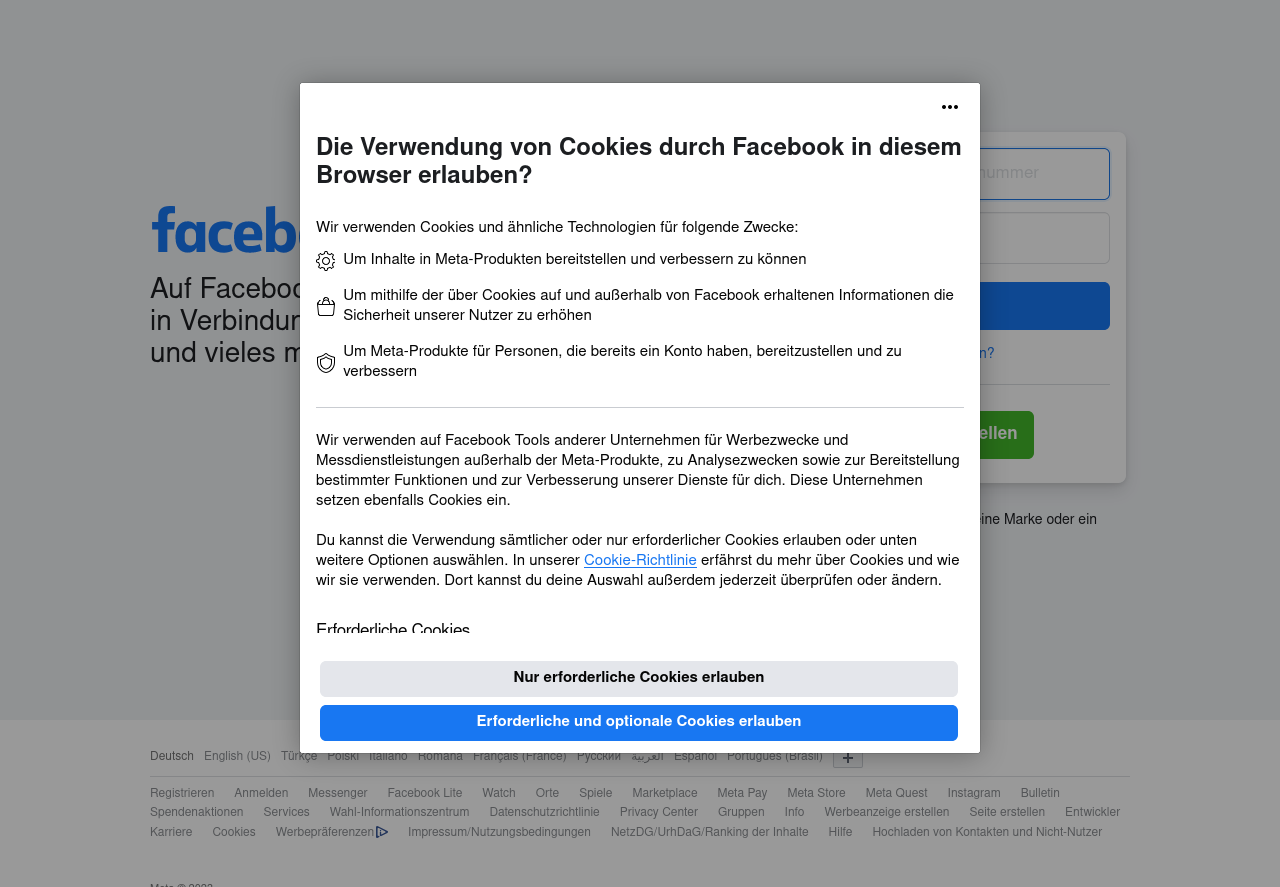 Die Verwendung von Cookies durch Facebook in diesem
Browser erlauben?
Wir verwenden Cookies und ähnliche Technologien für folgende Zwecke:
Um Inhalte in Meta-Produkten bereitstellen und verbessern zu können
Um mithilfe der über Cookies auf und außerhalb von Facebook erhaltenen Informationen die
Sicherheit unserer Nutzer zu erhöhen
Um Meta-Produkte für Personen, die bereits ein Konto haben, bereitzustellen und zu
verbessern
Wir verwenden auf Facebook Tools anderer Unternehmen für Werbezwecke und
Messdienstleistungen außerhalb der Meta-Produkte, zu Analysezwecken sowie zur Bereitstellung
bestimmter Funktionen und zur Verbesserung unserer Dienste für dich. Diese Unternehmen
setzen ebenfalls Cookies ein.
Du kannst die Verwendung sämtlicher oder nur erforderlicher Cookies erlauben oder unten
weitere Optionen auswählen. In unserer Cookie-Richtlinie erfährst du mehr über Cookies und wie
wir sie verwenden. Dort kannst du deine Auswahl außerdem jederzeit überprüfen oder ändern.
Erforderliche Cookies
Nur erforderliche Cookies erlauben
Erforderliche und optionale Cookies erlauben
faceb
Auf Faceboo
in Verbindun
und vieles m
nummer
n?
ellen
eine Marke oder ein
Deutsch English (US) Türkçe Polski Italiano Română Français (France) Русский العربية Español Português (Brasil)
Registrieren Anmelden Messenger Facebook Lite Watch Orte Spiele Marketplace Meta Pay Meta Store Meta Quest Instagram Bulletin
Spendenaktionen Services Wahl-Informationszentrum Datenschutzrichtlinie Privacy Center Gruppen Info Werbeanzeige erstellen Seite erstellen Entwickler
Karriere Cookies Werbepräferenzen Impressum/Nutzungsbedingungen NetzDG/UrhDaG/Ranking der Inhalte Hilfe Hochladen von Kontakten und Nicht-Nutzer